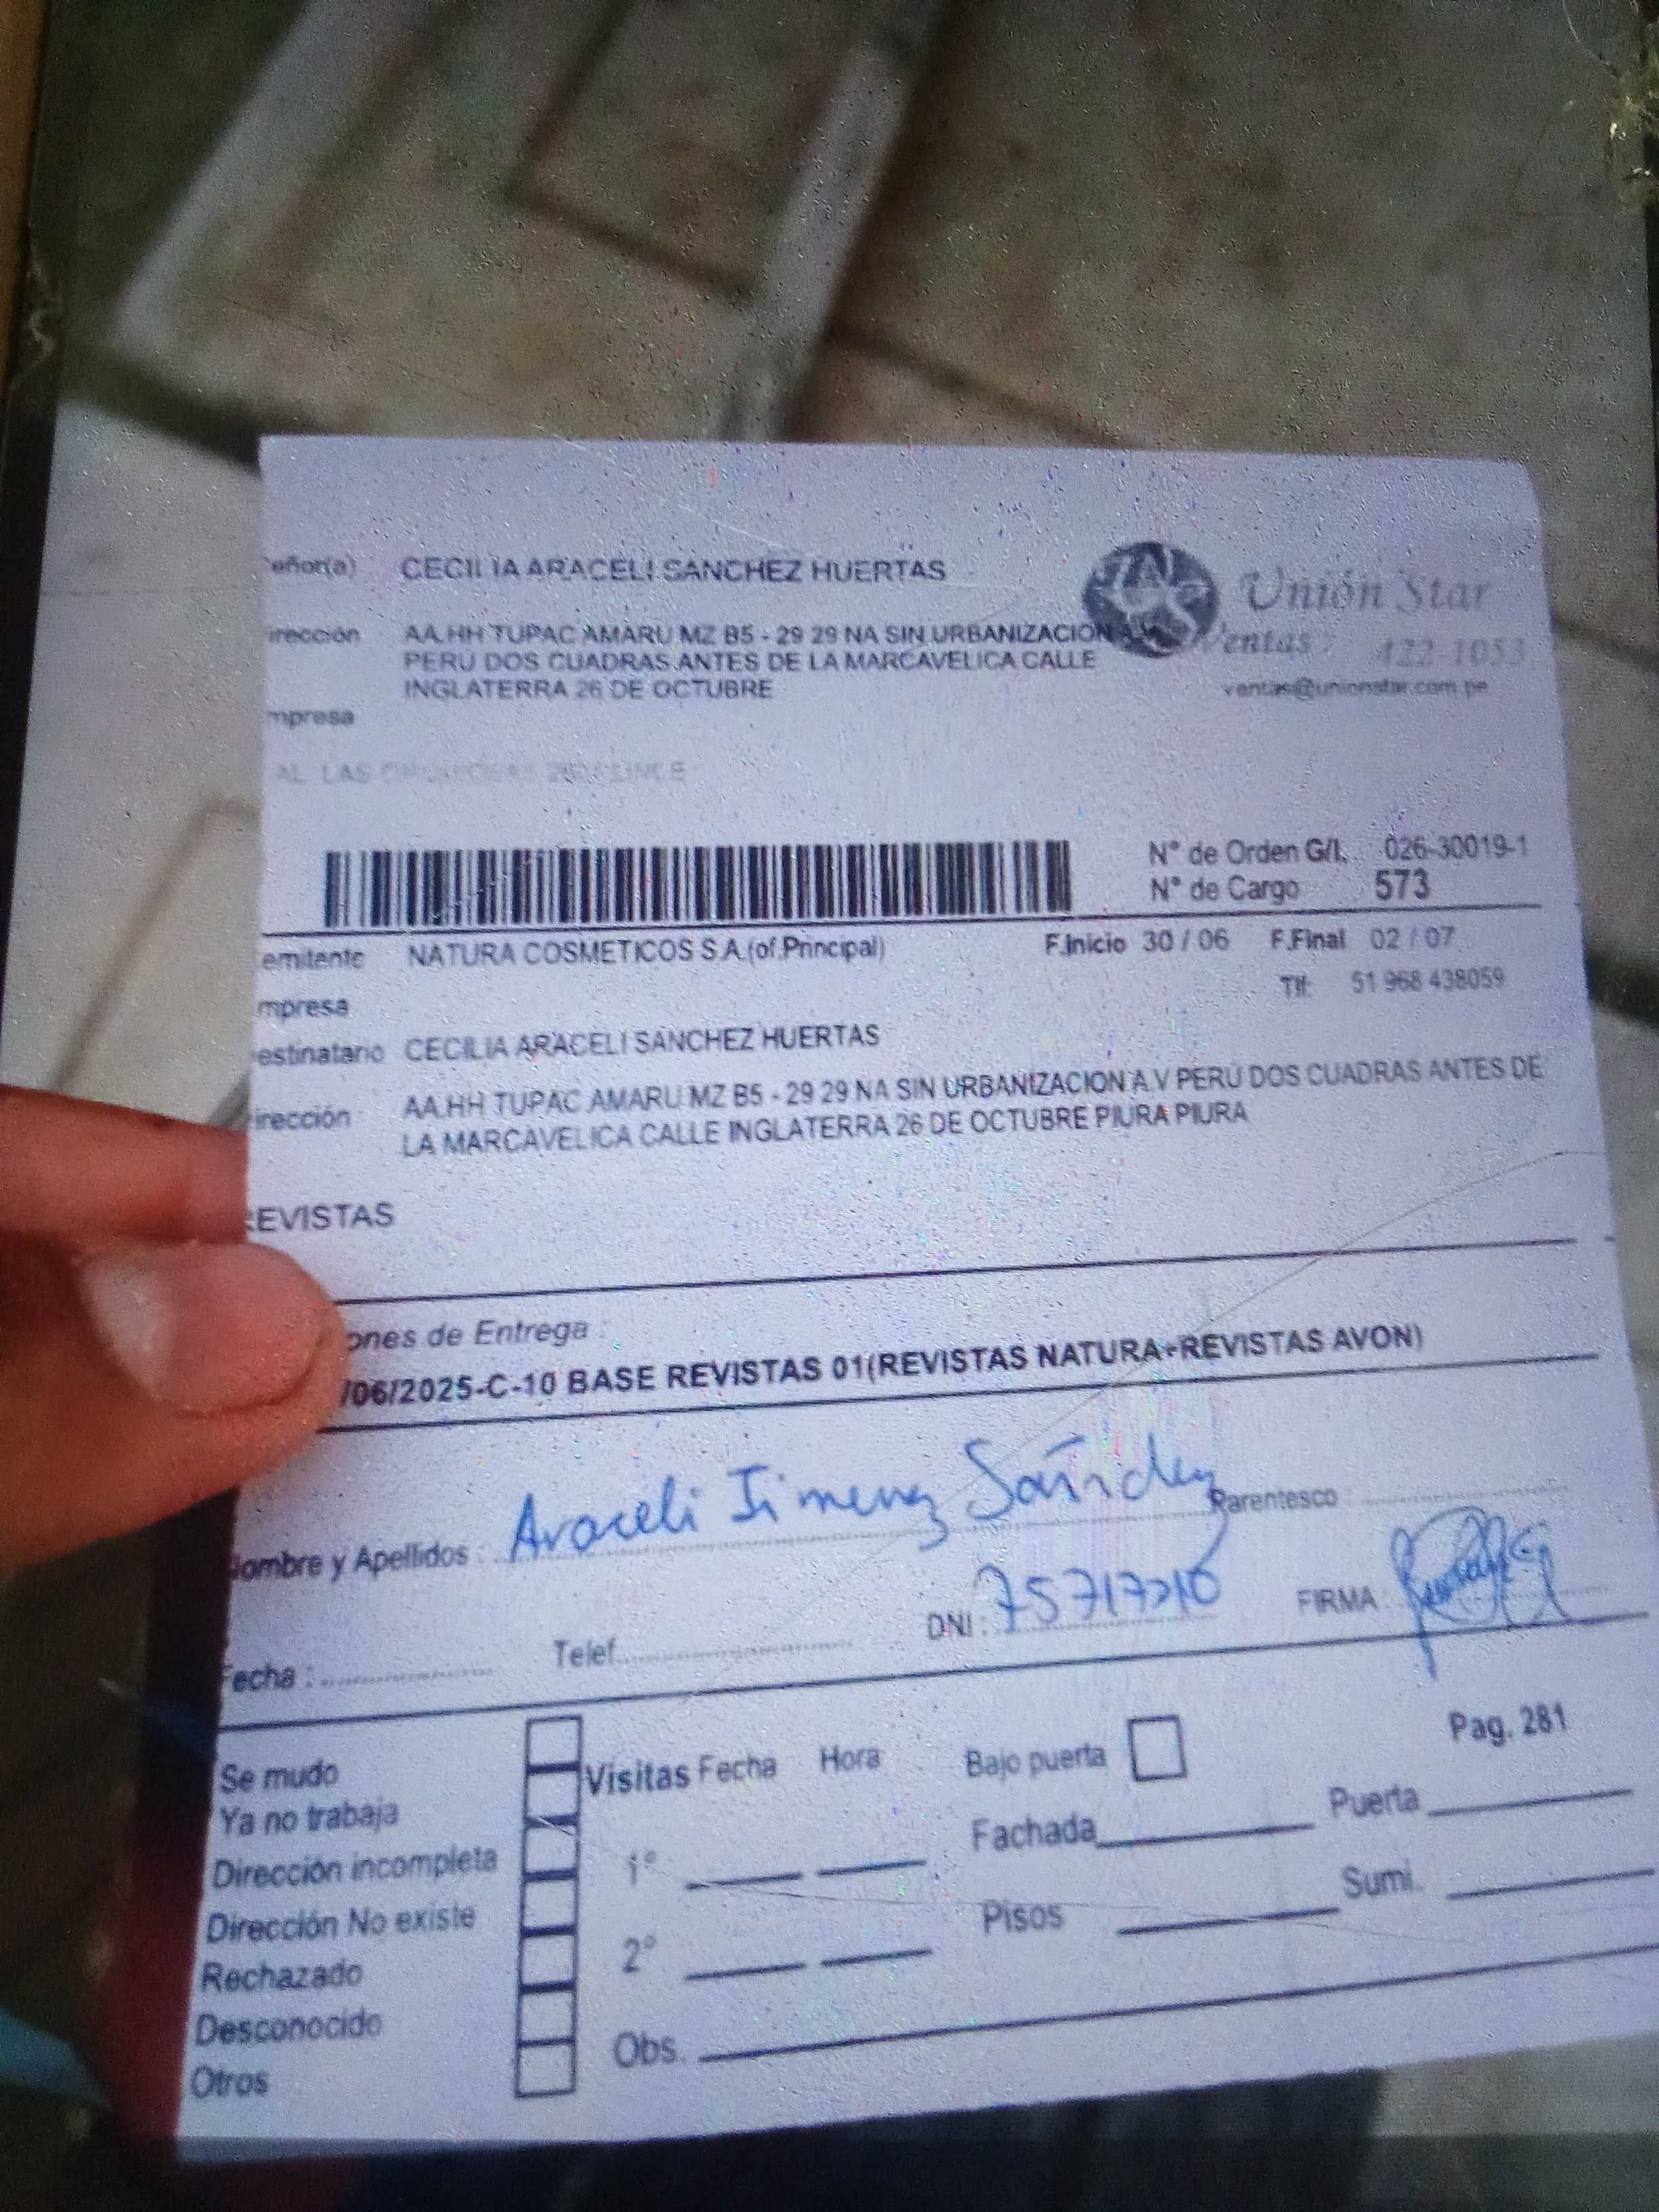 eñor(a) CECILIA ARACELI SANCHEZ HUERTAS
Unión Star
irección AA.HH TUPAC AMARU MZ B5 - 29 29 NA SIN URBANIZACION A.V
PERÚ DOS CUADRAS ANTES DE LA MARCAVELICA CALLE
INGLATERRA 26 DE OCTUBRE
Ventas : 422-1053
ventas@unionstar.com.pe
mpresa
AL LAS
N° de Orden G/L 026-30019-1
N° de Cargo 573
emitente NATURA COSMETICOS S.A.(of.Principal) F.Inicio 30 / 06 F.Final 02 / 07
mpresa Tlf: 51 968 438059
estinatario CECILIA ARACELI SANCHEZ HUERTAS
irección : AA.HH TUPAC AMARU MZ B5 - 29 29 NA SIN URBANIZACION A.V PERÚ DOS CUADRAS ANTES DE
LA MARCAVELICA CALLE INGLATERRA 26 DE OCTUBRE PIURA PIURA
REVISTAS
ones de Entrega :
/06/2025-C-10 BASE REVISTAS 01(REVISTAS NATURA+REVISTAS AVON)
Nombre y Apellidos : Araceli Jimenez Sánchez Parentesco :
Fecha : Telef. DNI : FIRMA :
Pag. 281
Se mudo Visitas Fecha Hora Bajo puerta
Ya no trabaja Fachada Puerta
Dirección incompleta 1°
Dirección No existe Pisos Sumi.
Rechazado 2°
Desconocido
Otros Obs.